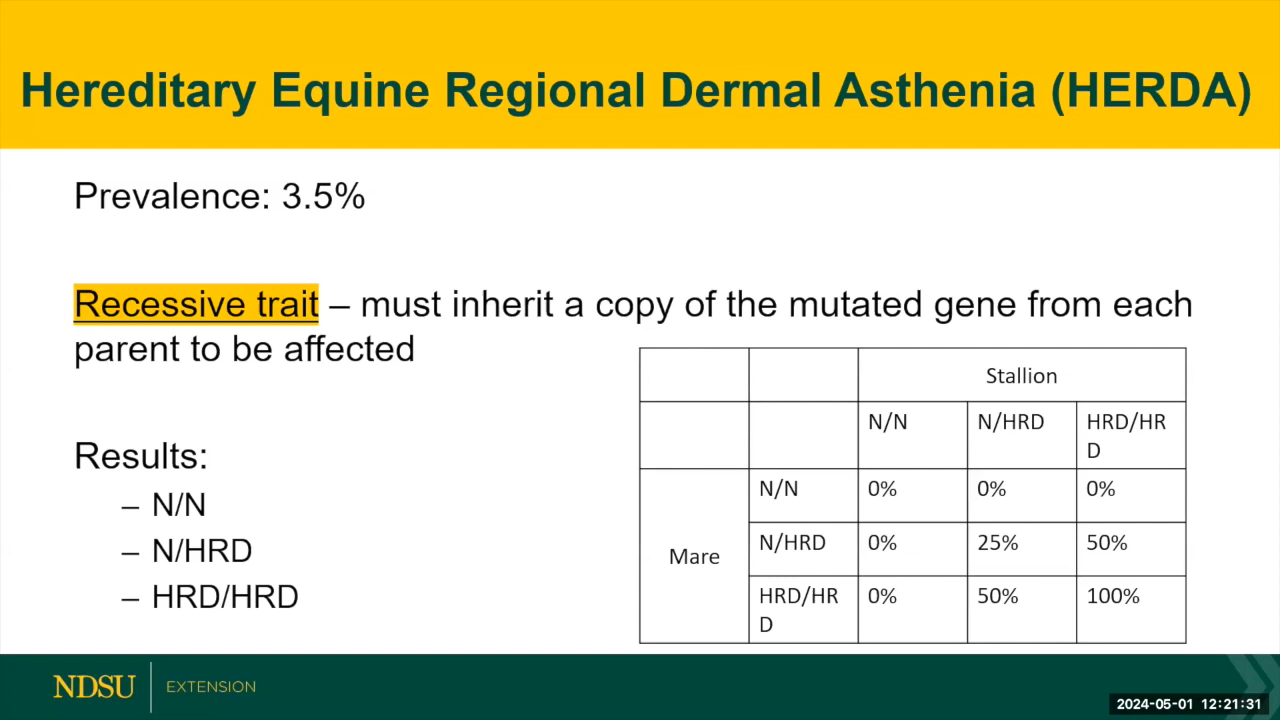 Hereditary Equine Regional Dermal Asthenia (HERDA)
Prevalence: 3.5%
Recessive trait – must inherit a copy of the mutated gene from each
parent to be affected
Results:
– N/N
– N/HRD
– HRD/HRD
Stallion
N/N N/HRD HRD/HR
D
N/N 0% 0% 0%
Mare
N/HRD 0% 25% 50%
HRD/HR 0% 50% 100%
D
NDSU EXTENSION
2024-05-01 12:21:31